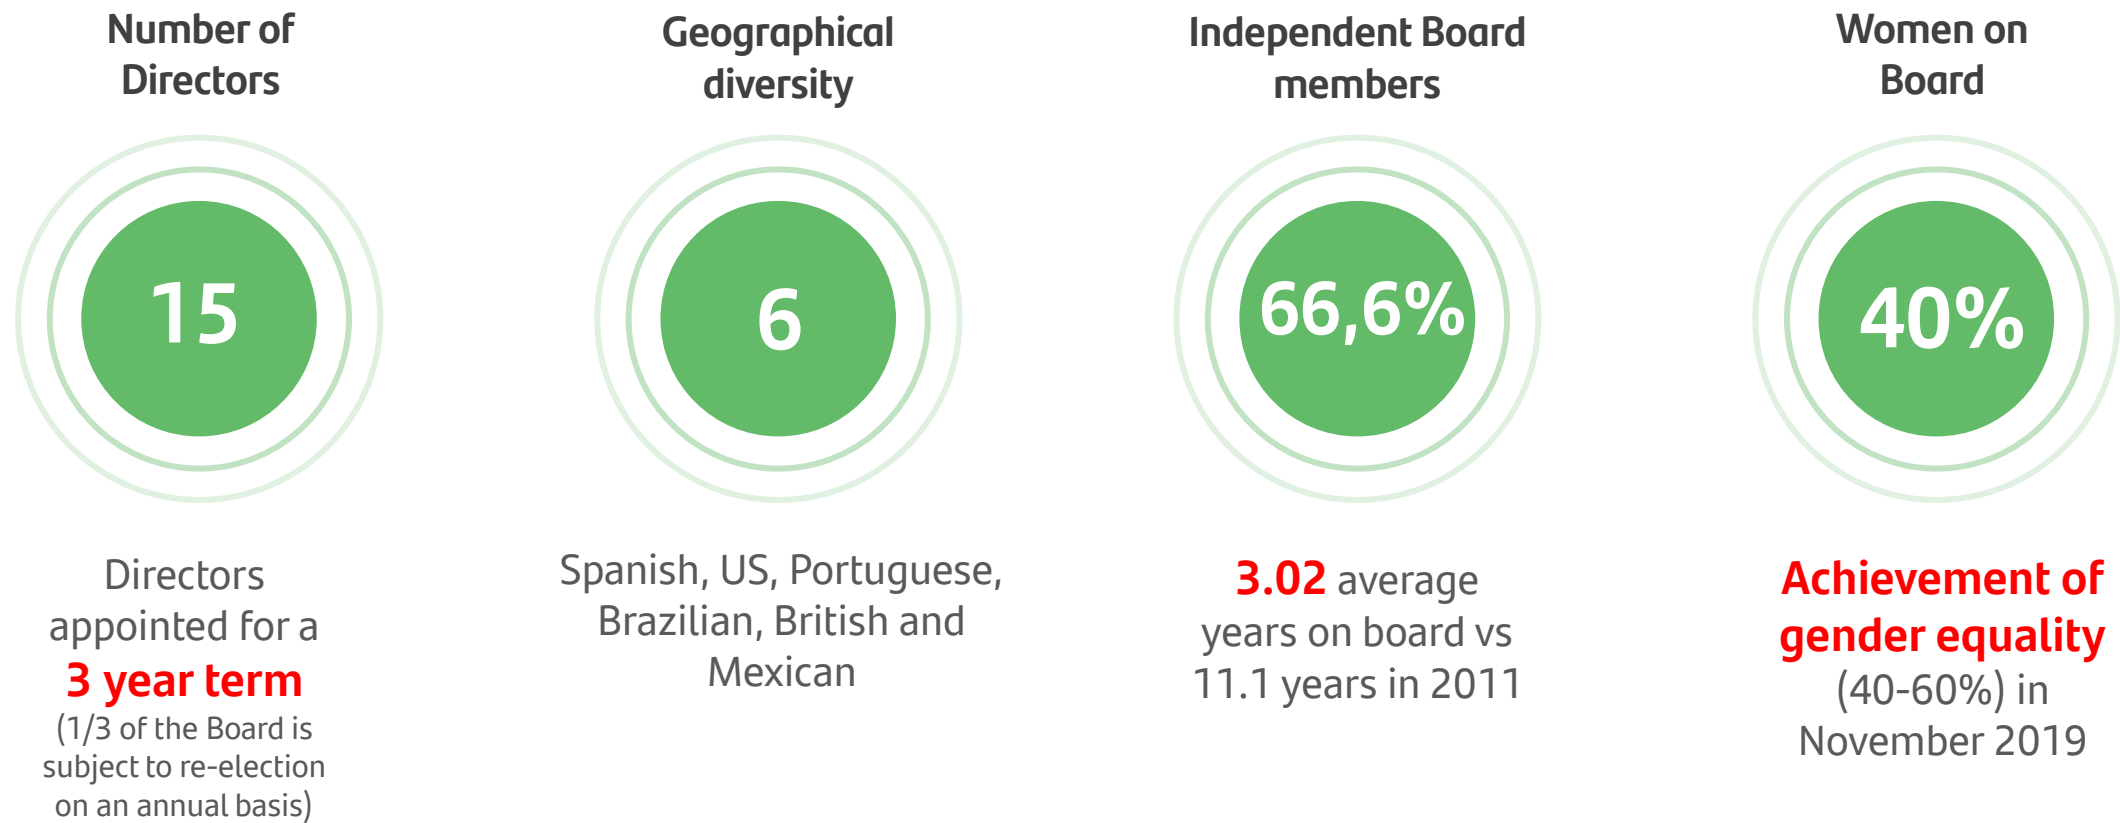 Number of
Directors
15
Directors
appointed for a
3 year term
(1/3 of the Board is
subject to re-election
on an annual basis)
Geographical
diversity
6
Spanish, US, Portuguese,
Brazilian, British and
Mexican
Independent Board
members
66,6%
3.02 average
years on board vs
11.1 years in 2011
Women on
Board
40%
Achievement of
gender equality
(40-60%) in
November 2019